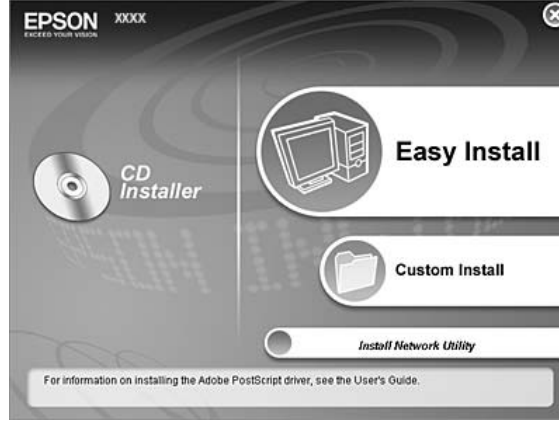 EPSON XXXX
EXCEED YOUR VISION
Easy Install
CD
Installer
Custom Install
Install Network Utility
For information on installing the Adobe PostScript driver, see the User's Guide.